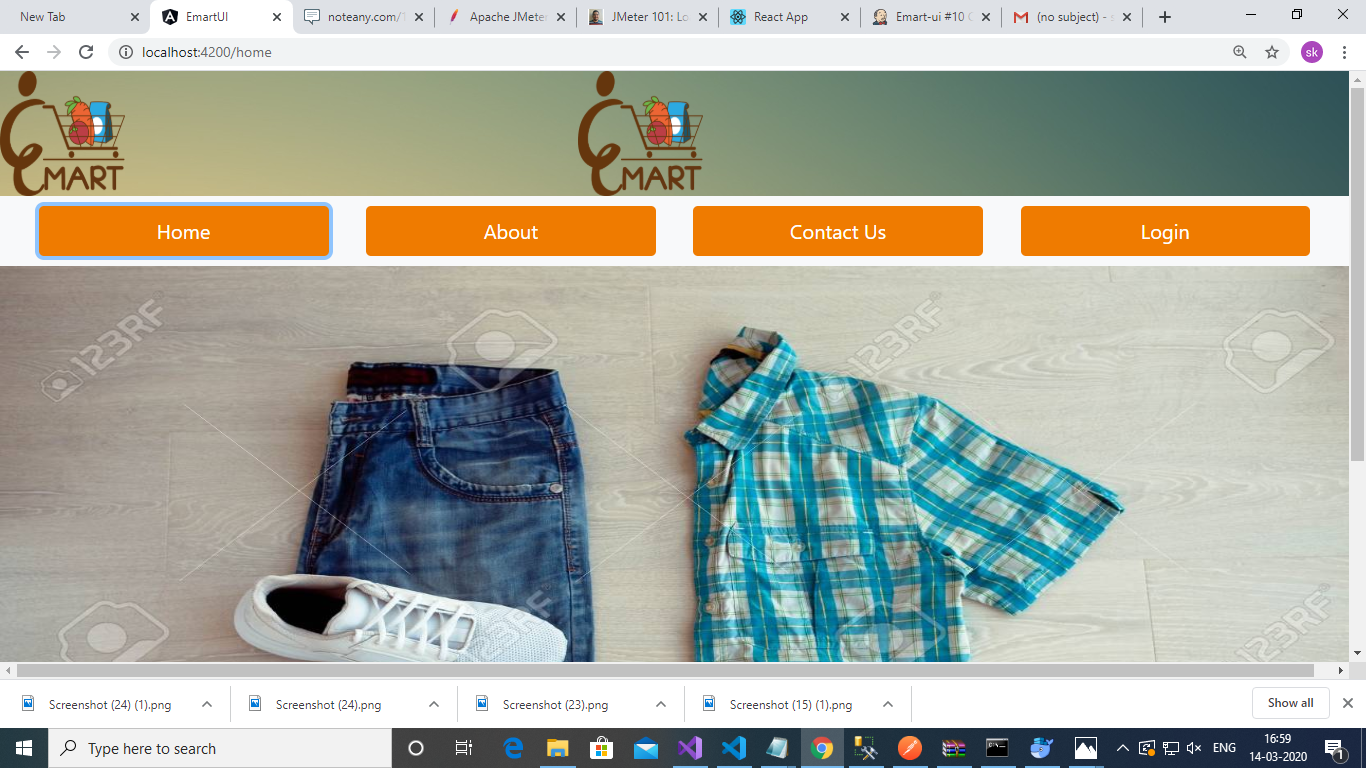 New Tab
EmartUI
noteany.com/1
Apache JMeter
JMeter 101: Lo
React App
Emart-ui #10 C
(no subject) - s
localhost:4200/home
sk
MART
MART
Home
About
Contact Us
Login
123RF
123RF
123RF
123RF
Screenshot (24) (1).png
Screenshot (24).png
Screenshot (23).png
Screenshot (15) (1).png
Show all
Type here to search
ENG
16:59
14-03-2020
1